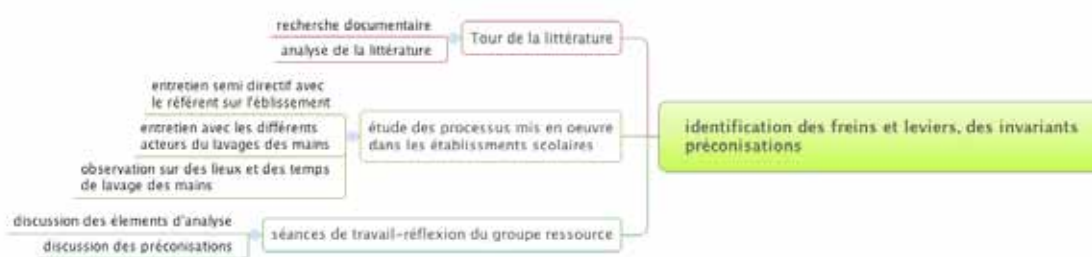 recherche documentaire
analyse de la littérature
Tour de la littérature
entretien semi directif avec
le référent sur l'éblissement
entretien avec les différents
acteurs du lavages des mains
observation sur des lieux et des temps
de lavage des mains
étude des processus mis en oeuvre
dans les établissments scolaires
discussion des élements d'analyse
discussion des préconisations
séances de travail-réflexion du groupe ressource
identification des freins et leviers, des invariants
préconisations